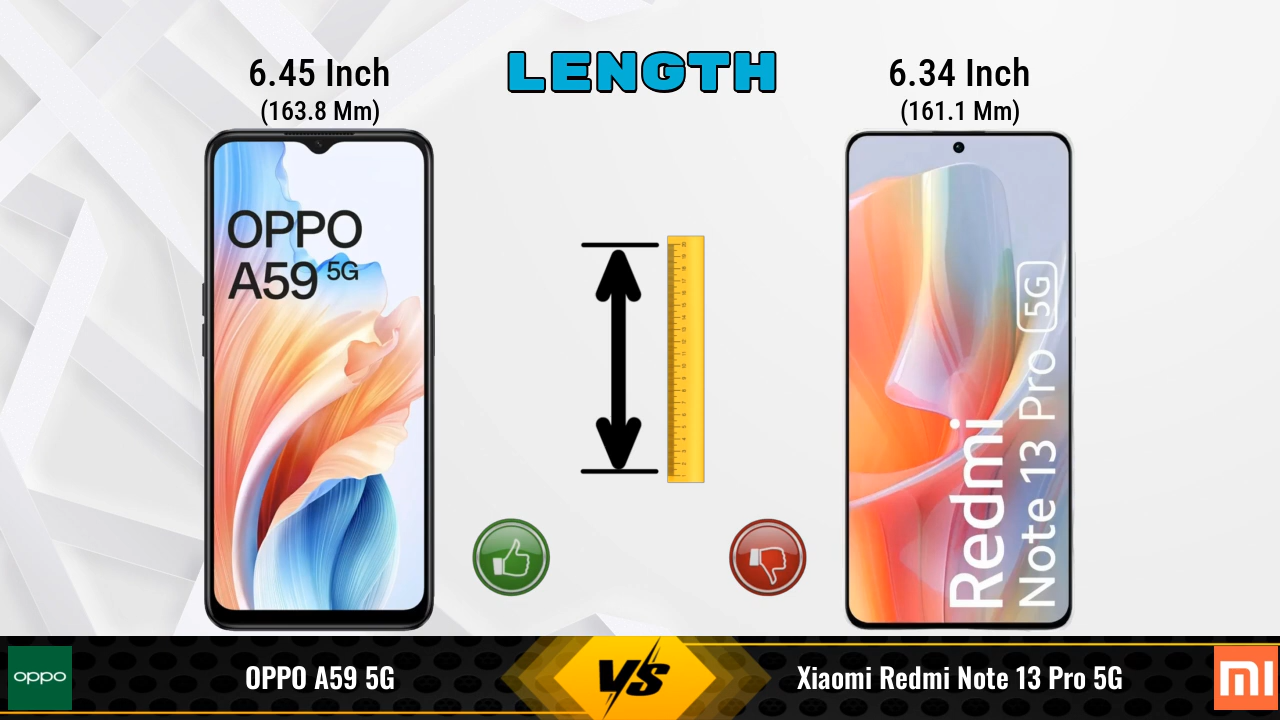 LENGTH
6.45 Inch
(163.8 Mm)
6.34 Inch
(161.1 Mm)
OPPO
A59 5G
Redmi
Note 13 Pro 5G
oppo
OPPO A59 5G
VS
Xiaomi Redmi Note 13 Pro 5G
mi